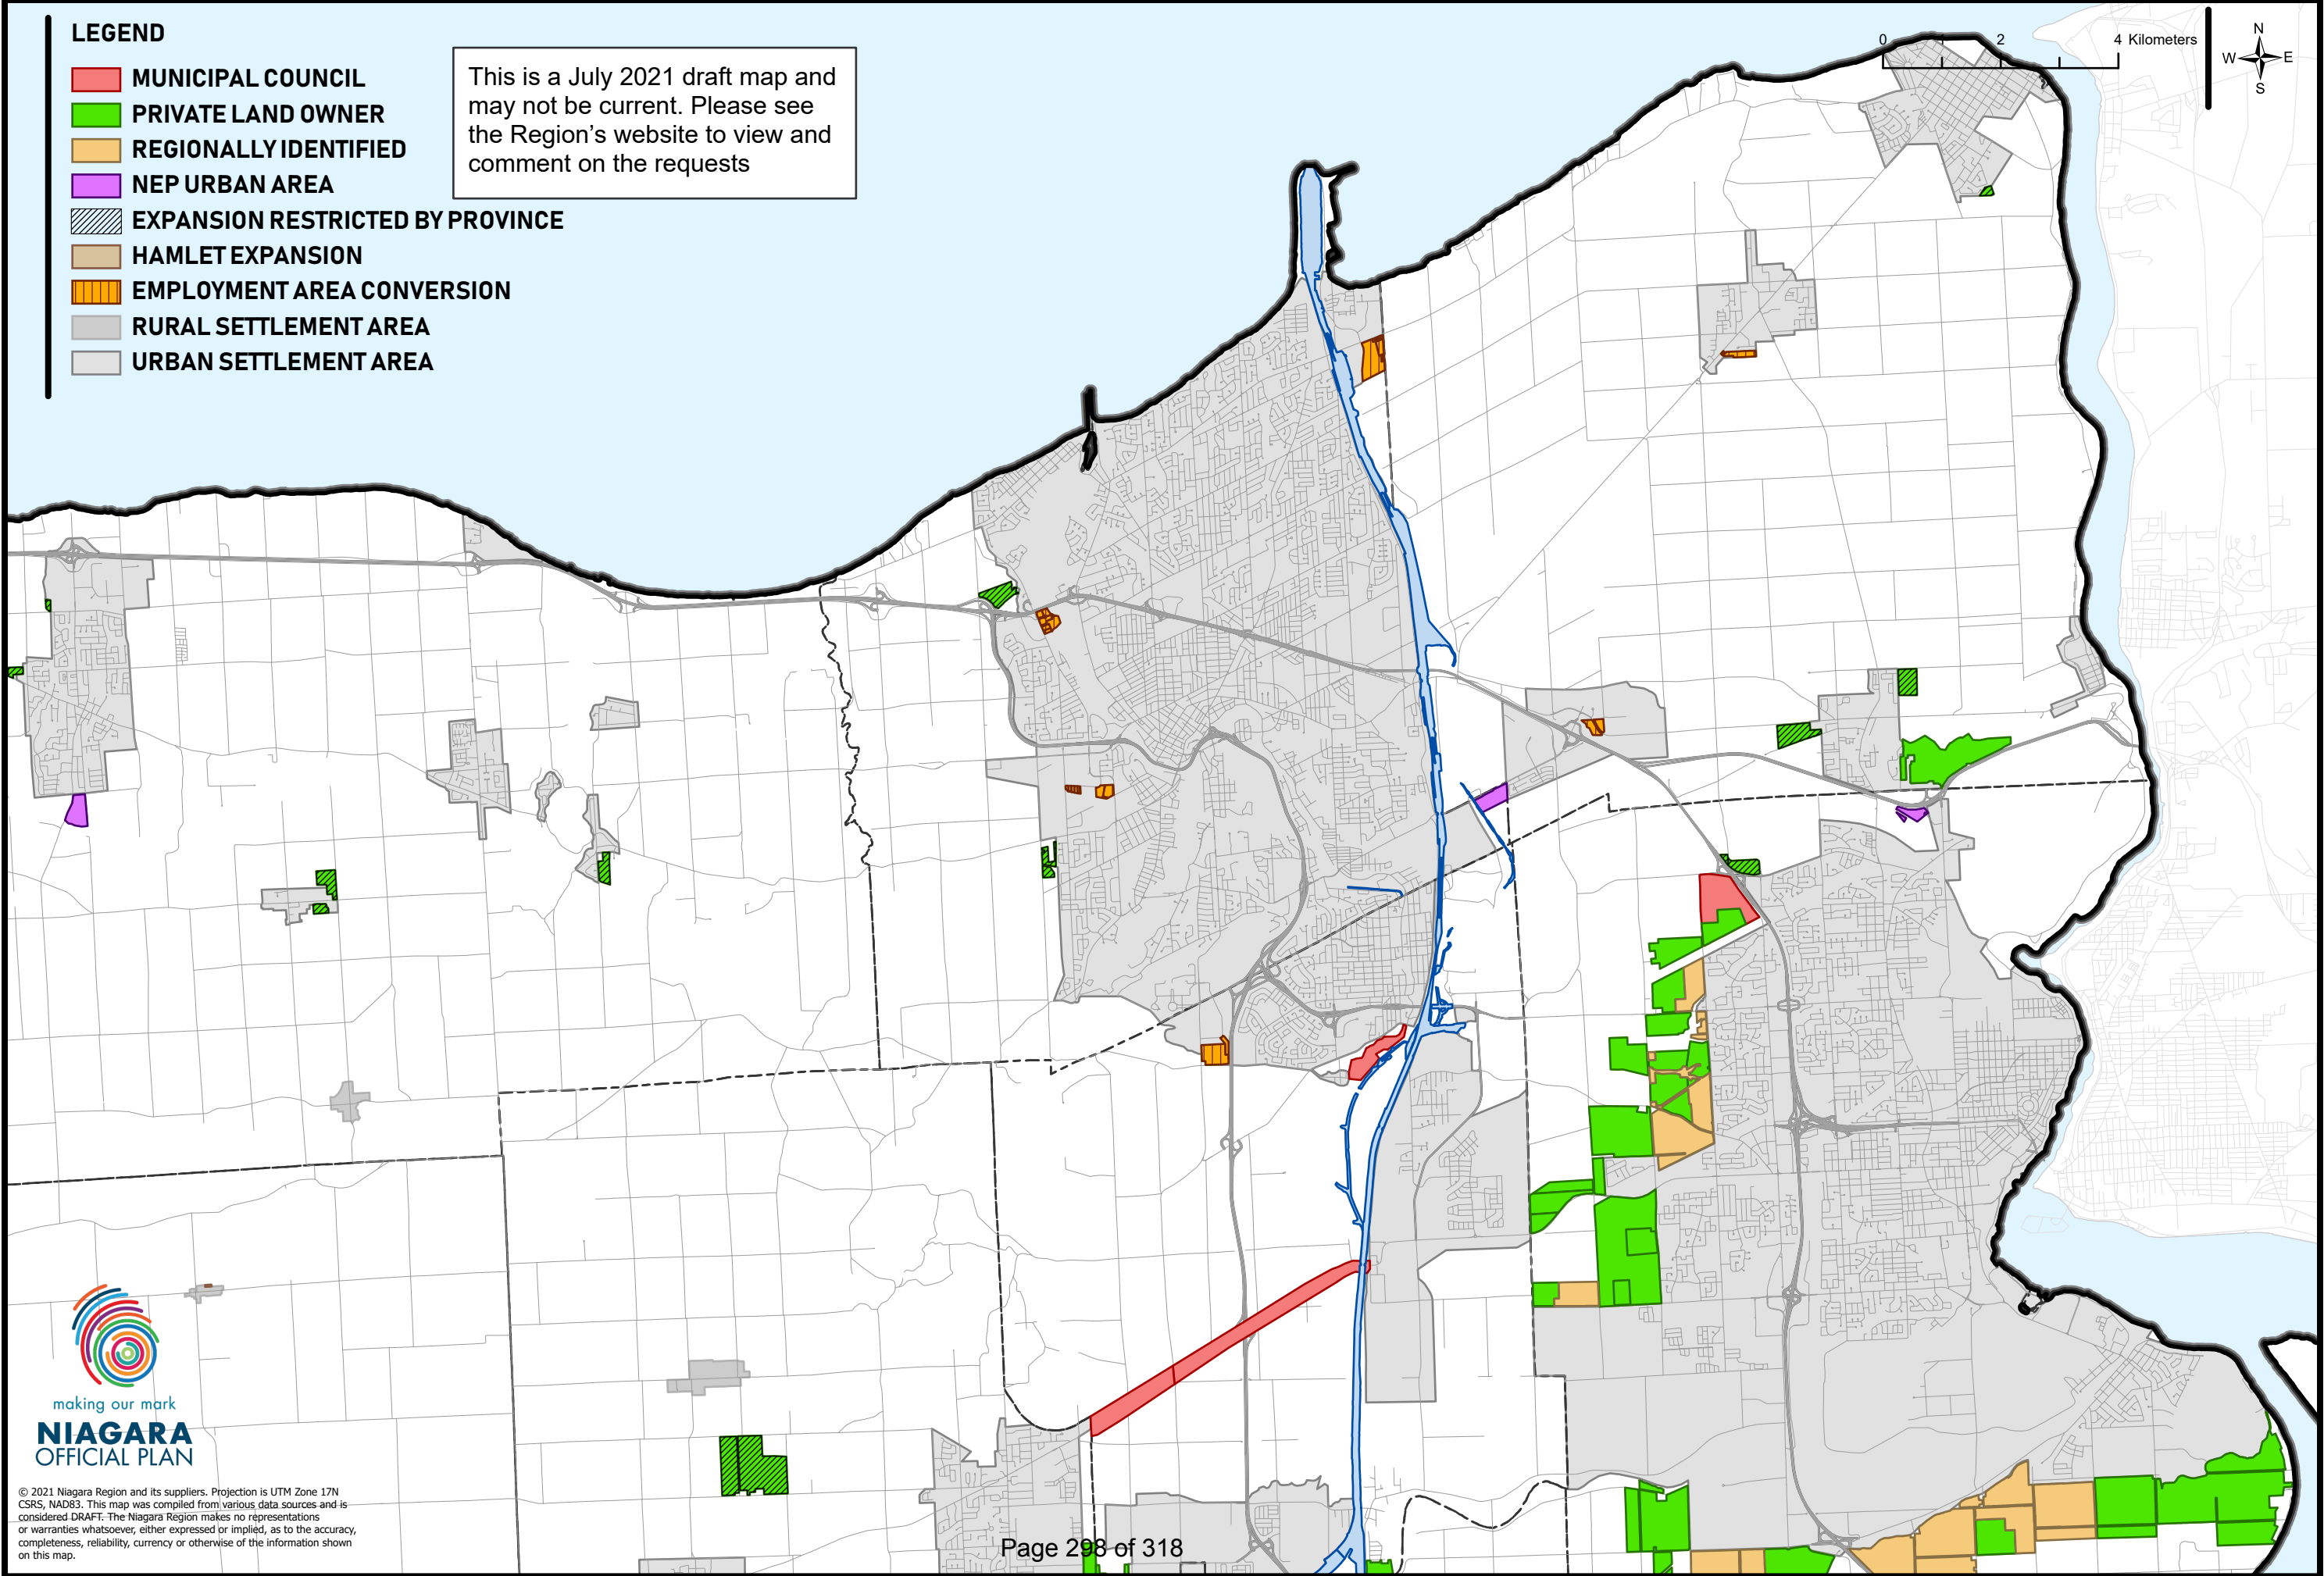 LEGEND
MUNICIPAL COUNCIL
PRIVATE LAND OWNER
REGIONALLY IDENTIFIED
NEP URBAN AREA
EXPANSION RESTRICTED BY PROVINCE
HAMLET EXPANSION
EMPLOYMENT AREA CONVERSION
RURAL SETTLEMENT AREA
URBAN SETTLEMENT AREA
This is a July 2021 draft map and
may not be current. Please see
the Region's website to view and
comment on the requests
0 2 4 Kilometers
N
W E
S
making our mark
NIAGARA
OFFICIAL PLAN
© 2021 Niagara Region and its suppliers. Projection is UTM Zone 17N
CSRS, NAD83. This map was compiled from various data sources and is
considered DRAFT. The Niagara Region makes no representations
or warranties whatsoever, either expressed or implied, as to the accuracy,
completeness, reliability, currency or otherwise of the information shown
on this map.
Page 298 of 318